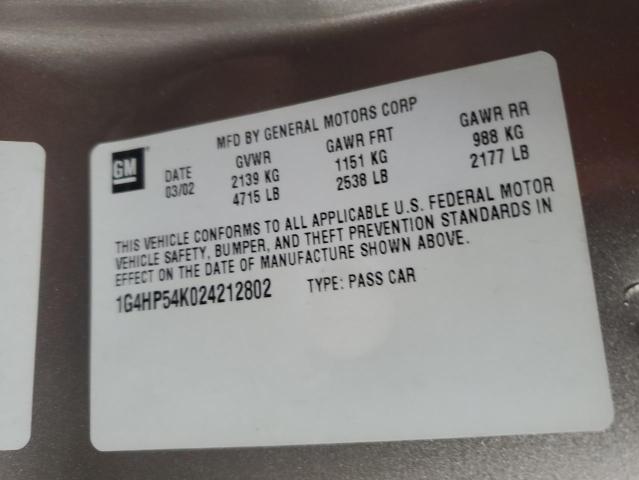 MFD BY GENERAL MOTORS CORP
GM
DATE GVWR GAWR FRT GAWR RR
03/02 2139 KG 1151 KG 988 KG
4715 LB 2538 LB 2177 LB
THIS VEHICLE CONFORMS TO ALL APPLICABLE U.S. FEDERAL MOTOR
VEHICLE SAFETY, BUMPER, AND THEFT PREVENTION STANDARDS IN
EFFECT ON THE DATE OF MANUFACTURE SHOWN ABOVE.
1G4HP54K024212802 TYPE: PASS CAR